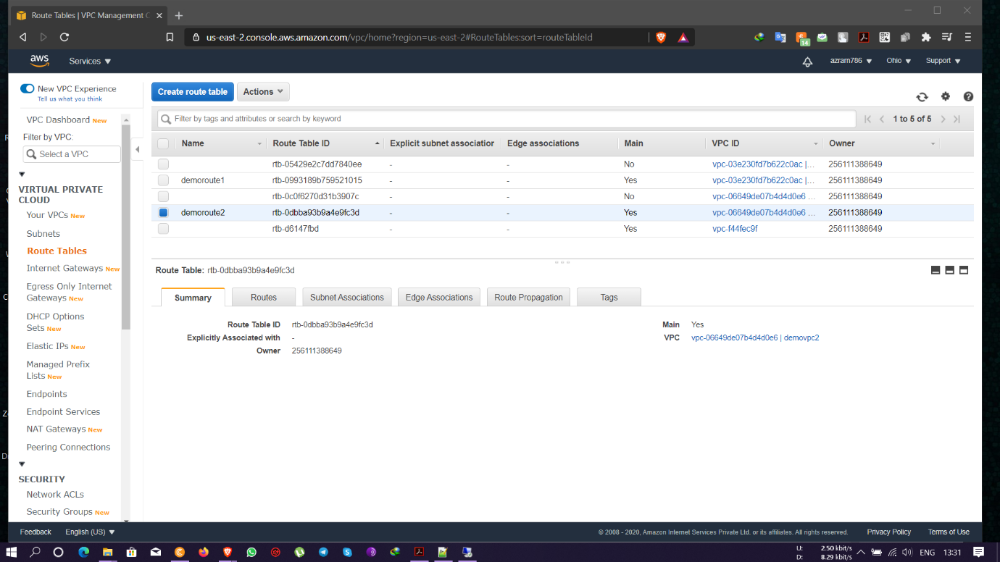 Route Tables | VPC Management C
us-east-2.console.aws.amazon.com/vpc/home?region=us-east-2#RouteTables:sort=routeTableId
14
aws
Services
azram786
Ohio
Support
New VPC Experience
Tell us what you think
VPC Dashboard New
Filter by VPC:
Select a VPC
VIRTUAL PRIVATE
CLOUD
Your VPCs New
Subnets
Route Tables
Internet Gateways New
Egress Only Internet
Gateways New
DHCP Options
Sets New
Elastic IPs New
Managed Prefix
Lists New
Endpoints
Endpoint Services
NAT Gateways New
Peering Connections
SECURITY
Network ACLs
Security Groups New
Create route table
Actions
Filter by tags and attributes or search by keyword
1 to 5 of 5
Name Route Table ID Explicit subnet association Edge associations Main VPC ID Owner
rtb-05429e2c7dd7840ee - - No vpc-03e230fd7b622c0ac |... 256111388649
demoroute1 rtb-0993189b759521015 - - Yes vpc-03e230fd7b622c0ac |... 256111388649
rtb-0c0f6270d31b3907c - - No vpc-06649de07b4d4d0e6 ... 256111388649
demoroute2 rtb-0dbba93b9a4e9fc3d - - Yes vpc-06649de07b4d4d0e6 ... 256111388649
rtb-d6147fbd - - Yes vpc-f44fec9f 256111388649
Route Table: rtb-0dbba93b9a4e9fc3d
Summary Routes Subnet Associations Edge Associations Route Propagation Tags
Route Table ID rtb-0dbba93b9a4e9fc3d Main Yes
Explicitly Associated with - VPC vpc-06649de07b4d4d0e6 | demovpc2
Owner 256111388649
Feedback English (US) © 2008 - 2020, Amazon Internet Services Private Ltd. or its affiliates. All rights reserved. Privacy Policy Terms of Use
U: 2.50 kbit/s
D: 8.29 kbit/s
ENG 13:31